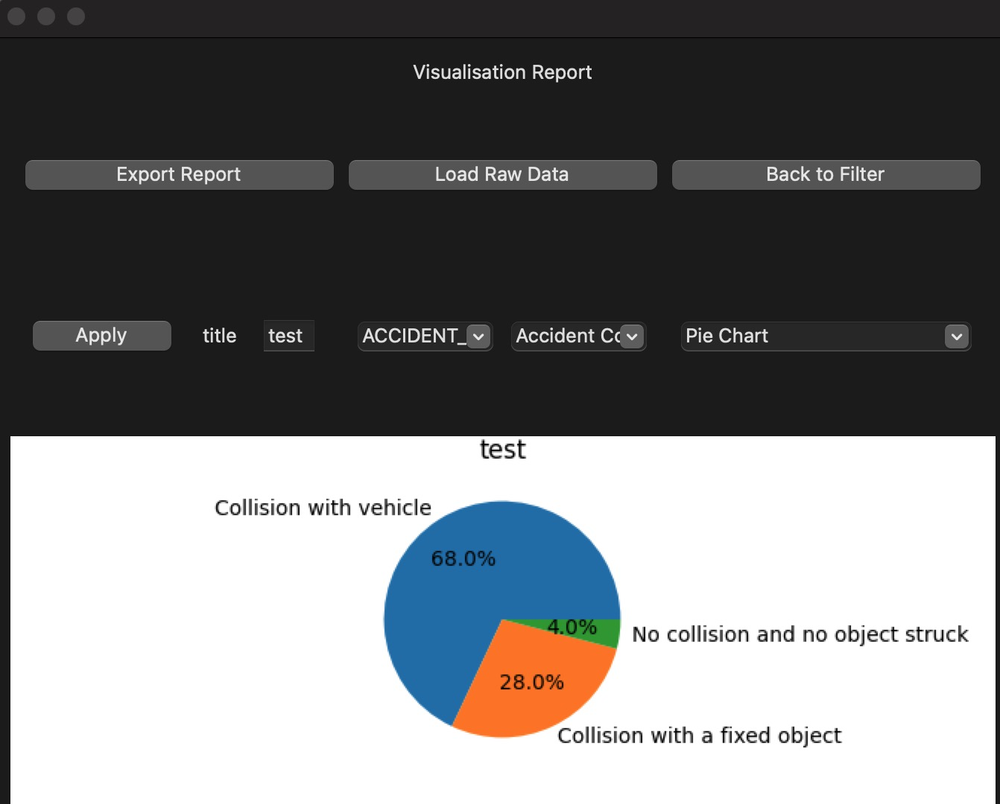 Visualisation Report
Export Report
Load Raw Data
Back to Filter
Apply
title
test
ACCIDENT_
Accident Co
Pie Chart
test
Collision with vehicle
68.0%
4.0%
No collision and no object struck
28.0%
Collision with a fixed object